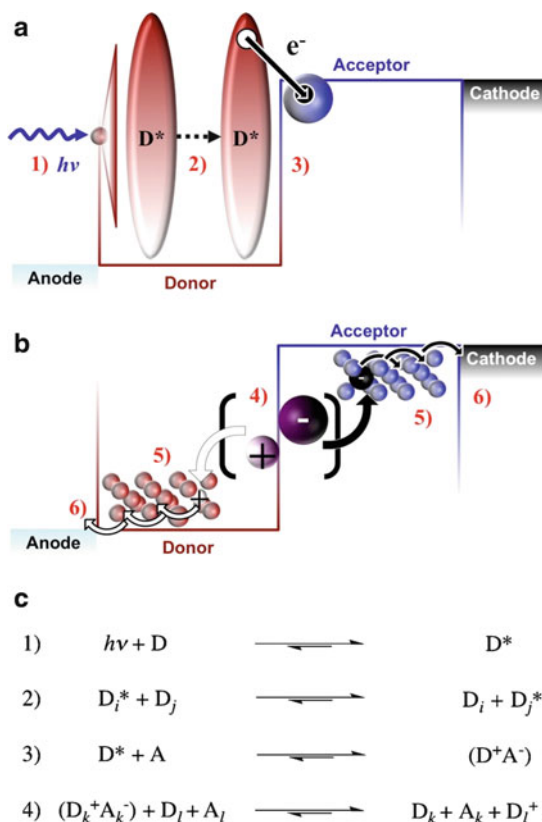 a
e-
Acceptor
Cathode
D* D*
1) hν 2) 3)
Anode
Donor
b
Acceptor
Cathode
4)
-
+
5) 6)
5)
+
6)
Anode
Donor
c
1) hν + D D*
2) Dᵢ* + Dⱼ Dᵢ + Dⱼ*
3) D* + A (D⁺A⁻)
4) (Dₖ⁺Aₖ⁻) + Dₗ + Aₗ Dₖ + Aₖ + Dₗ⁺